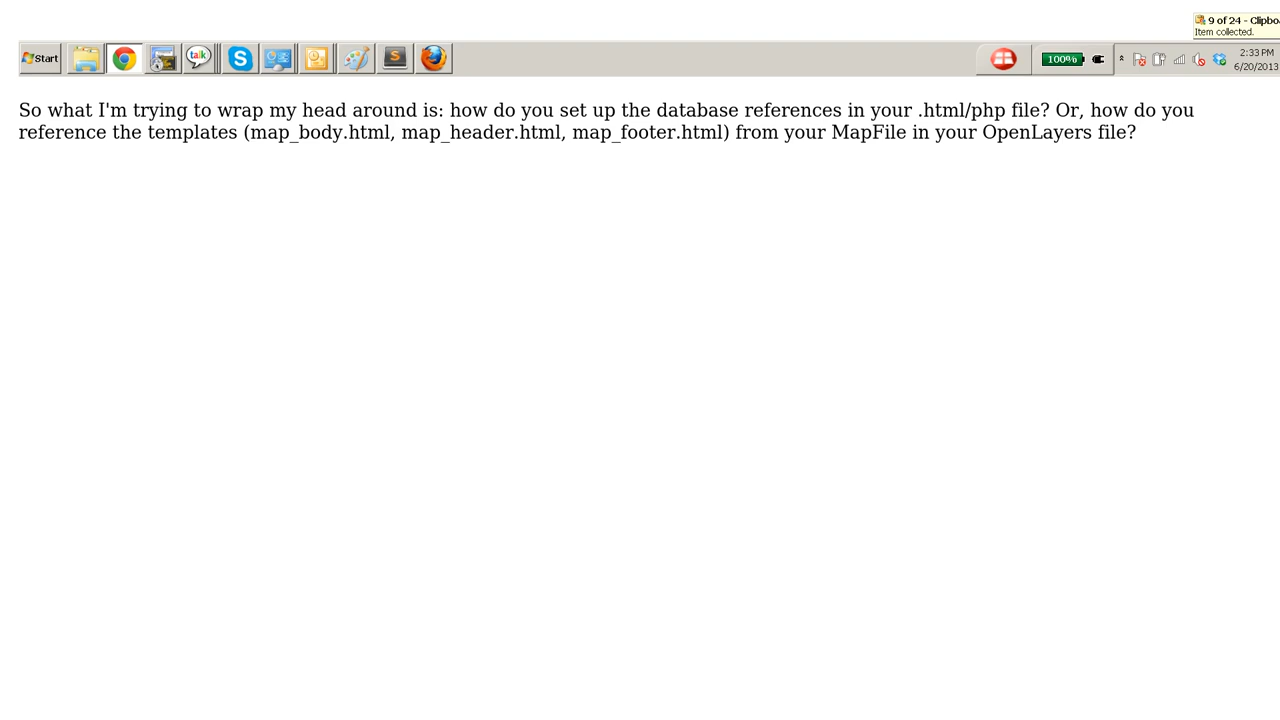 9 of 24 - Clipbo
Item collected.
Start
talk
S
S
100%
2:33 PM
6/20/2013
So what I'm trying to wrap my head around is: how do you set up the database references in your .html/php file? Or, how do you
reference the templates (map_body.html, map_header.html, map_footer.html) from your MapFile in your OpenLayers file?